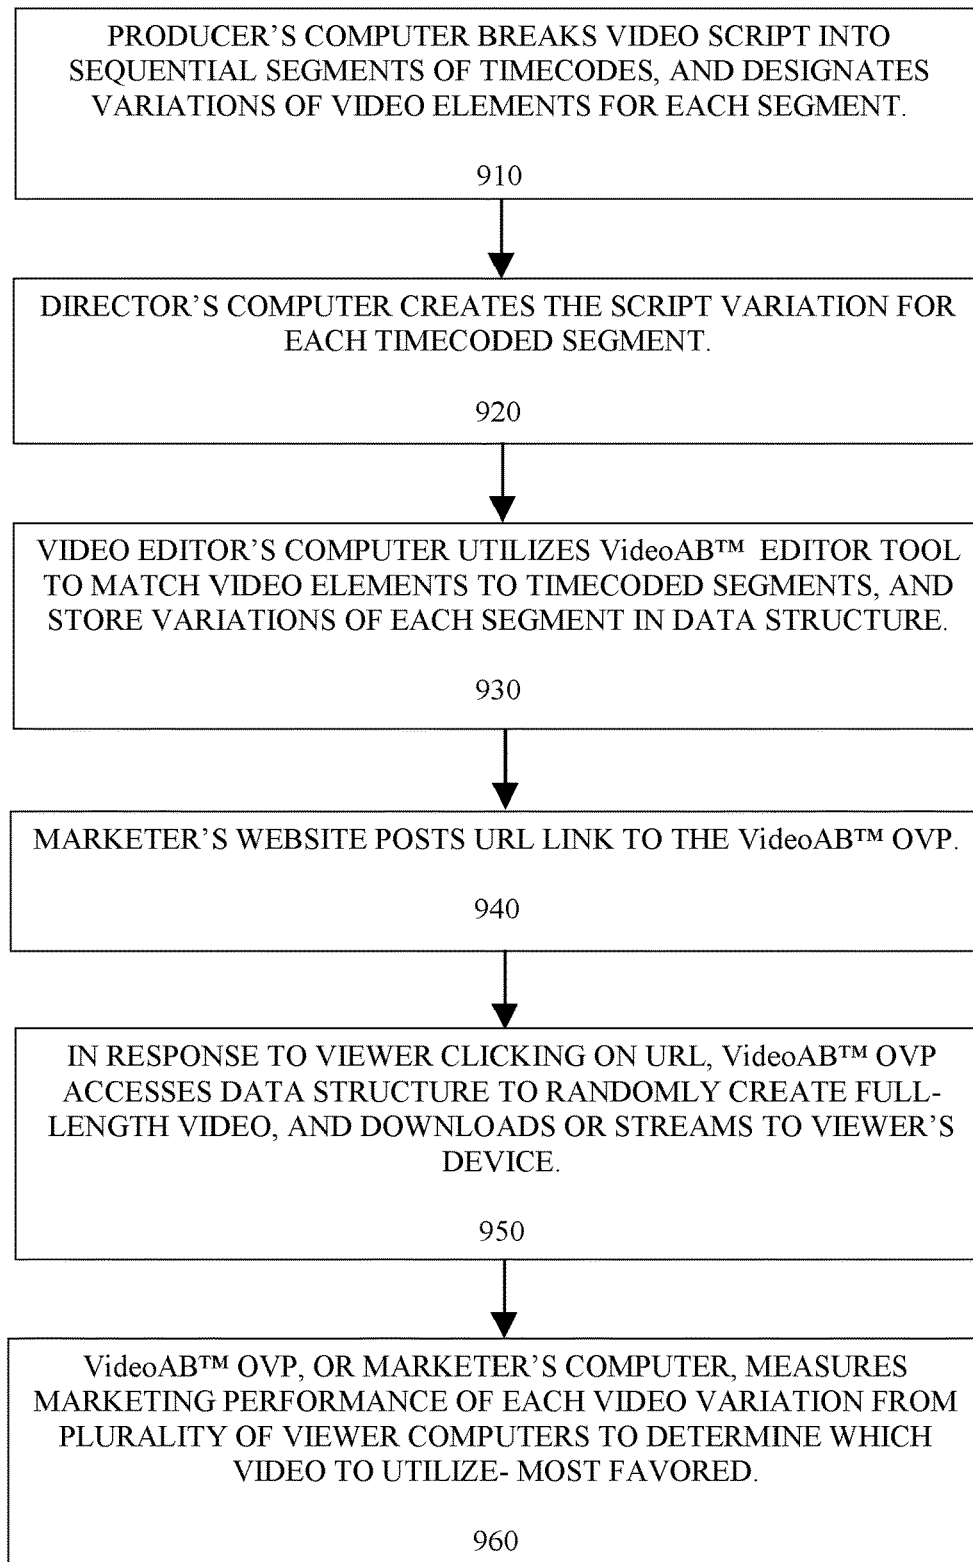 PRODUCER'S COMPUTER BREAKS VIDEO SCRIPT INTO
SEQUENTIAL SEGMENTS OF TIMECODES, AND DESIGNATES
VARIATIONS OF VIDEO ELEMENTS FOR EACH SEGMENT.
910
DIRECTOR'S COMPUTER CREATES THE SCRIPT VARIATION FOR
EACH TIMECODED SEGMENT.
920
VIDEO EDITOR'S COMPUTER UTILIZES VideoAB™ EDITOR TOOL
TO MATCH VIDEO ELEMENTS TO TIMECODED SEGMENTS, AND
STORE VARIATIONS OF EACH SEGMENT IN DATA STRUCTURE.
930
MARKETER'S WEBSITE POSTS URL LINK TO THE VideoAB™ OVP.
940
IN RESPONSE TO VIEWER CLICKING ON URL, VideoAB™ OVP
ACCESSES DATA STRUCTURE TO RANDOMLY CREATE FULL-
LENGTH VIDEO, AND DOWNLOADS OR STREAMS TO VIEWER'S
DEVICE.
950
VideoAB™ OVP, OR MARKETER'S COMPUTER, MEASURES
MARKETING PERFORMANCE OF EACH VIDEO VARIATION FROM
PLURALITY OF VIEWER COMPUTERS TO DETERMINE WHICH
VIDEO TO UTILIZE- MOST FAVORED.
960